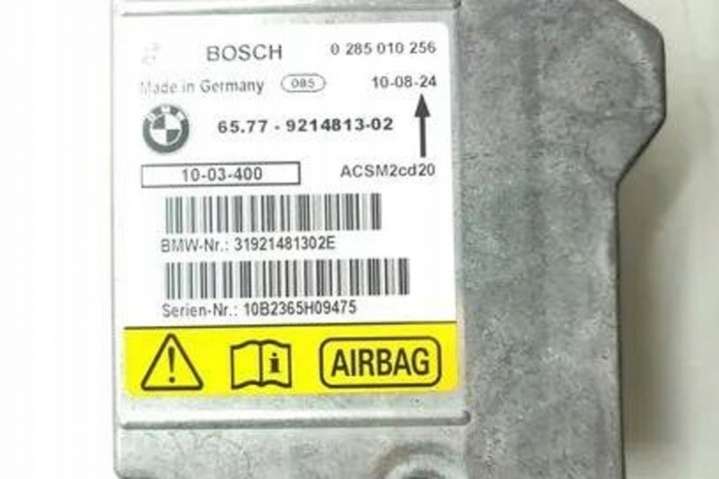 BOSCH 0 285 010 256
Made in Germany 085 10-08-24
BMW
65.77 - 9214813-02
10-03-400 ACSM2cd20
BMW-Nr.: 31921481302E
Serien-Nr.: 10B2365H09475
AIRBAG